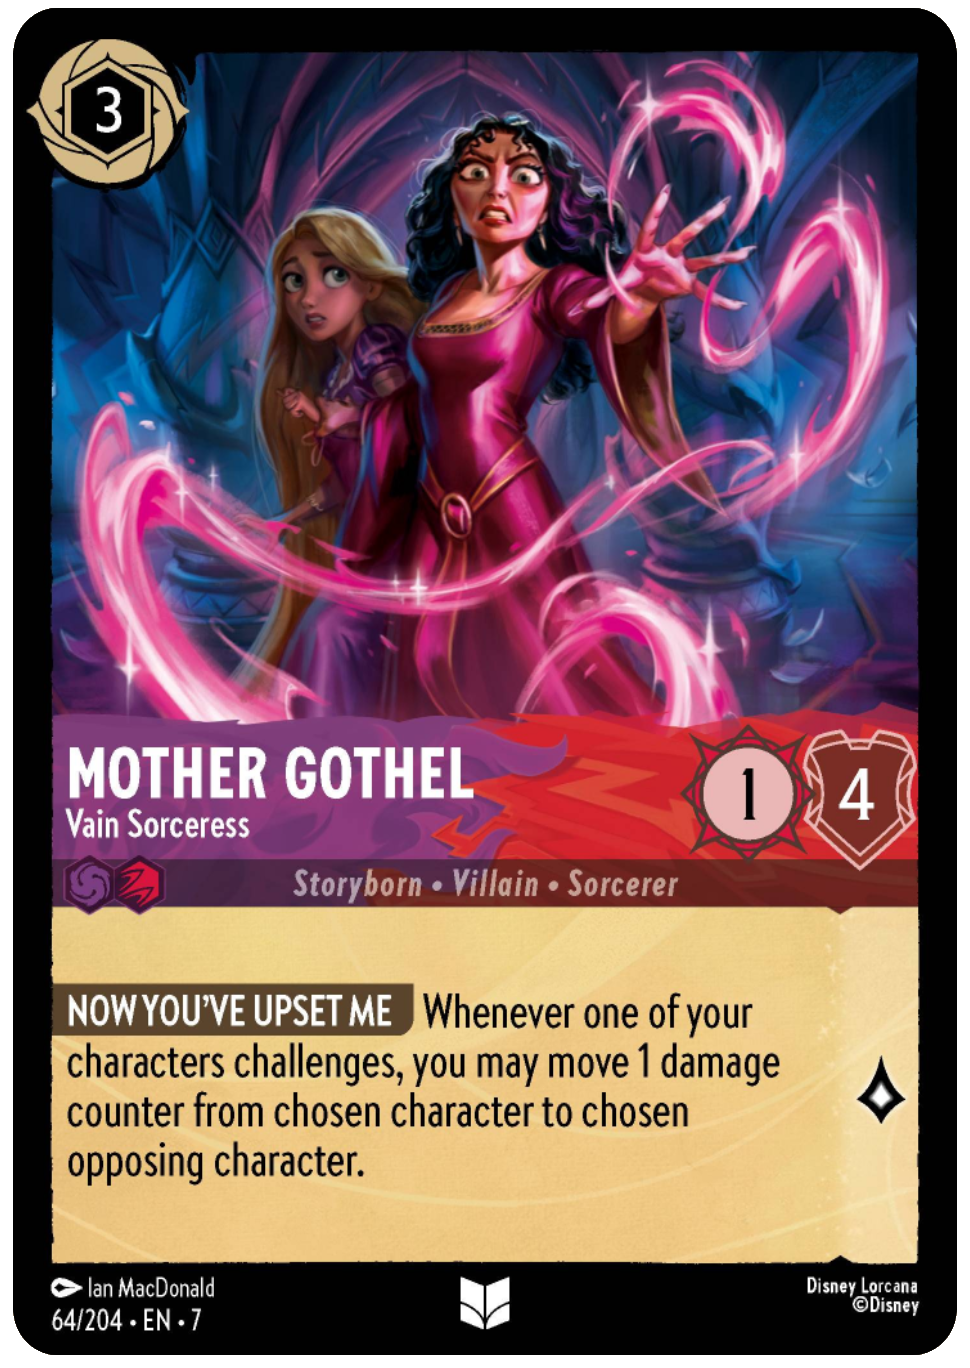 3
MOTHER GOTHEL
Vain Sorceress
1 4
Storyborn • Villain • Sorcerer
NOW YOU'VE UPSET ME Whenever one of your
characters challenges, you may move 1 damage
counter from chosen character to chosen
opposing character.
Ian MacDonald
64/204 • EN • 7
Disney Lorcana
©Disney